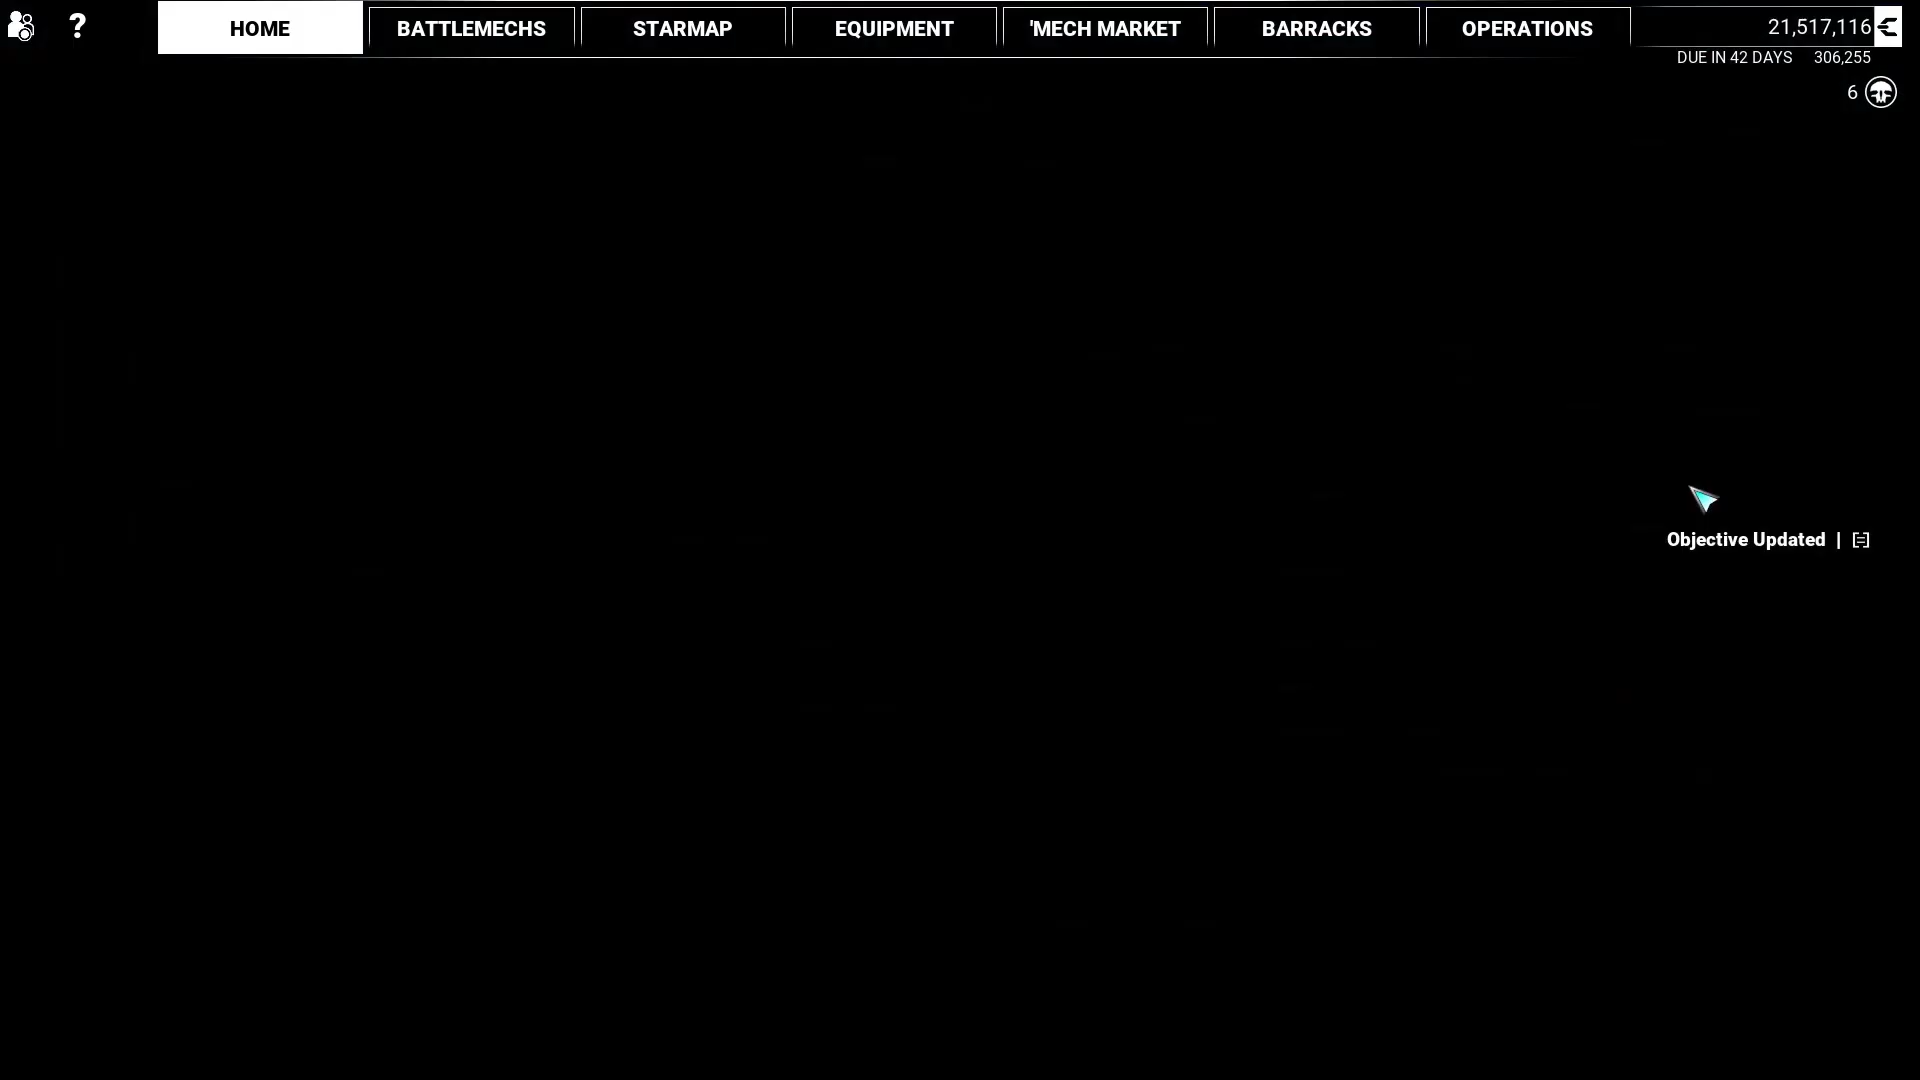 ?
HOME
BATTLEMECHS
STARMAP
EQUIPMENT
'MECH MARKET
BARRACKS
OPERATIONS
21,517,116
DUE IN 42 DAYS 306,255
6
Objective Updated |